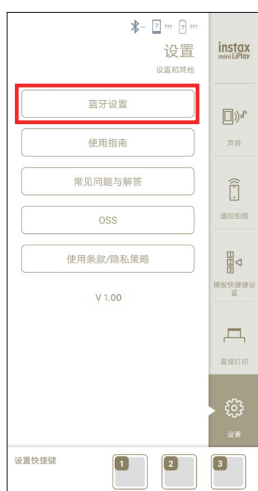 ? ??? ? ???
设置
设置和其他
蓝牙设置
使用指南
常见问题与解答
OSS
使用条款/隐私策略
V 1.00
instax
mini LiPlay
声音
遥控拍摄
1
2
3
模板快捷键设
置
直接打印
设置
设置快捷键
1
2
3